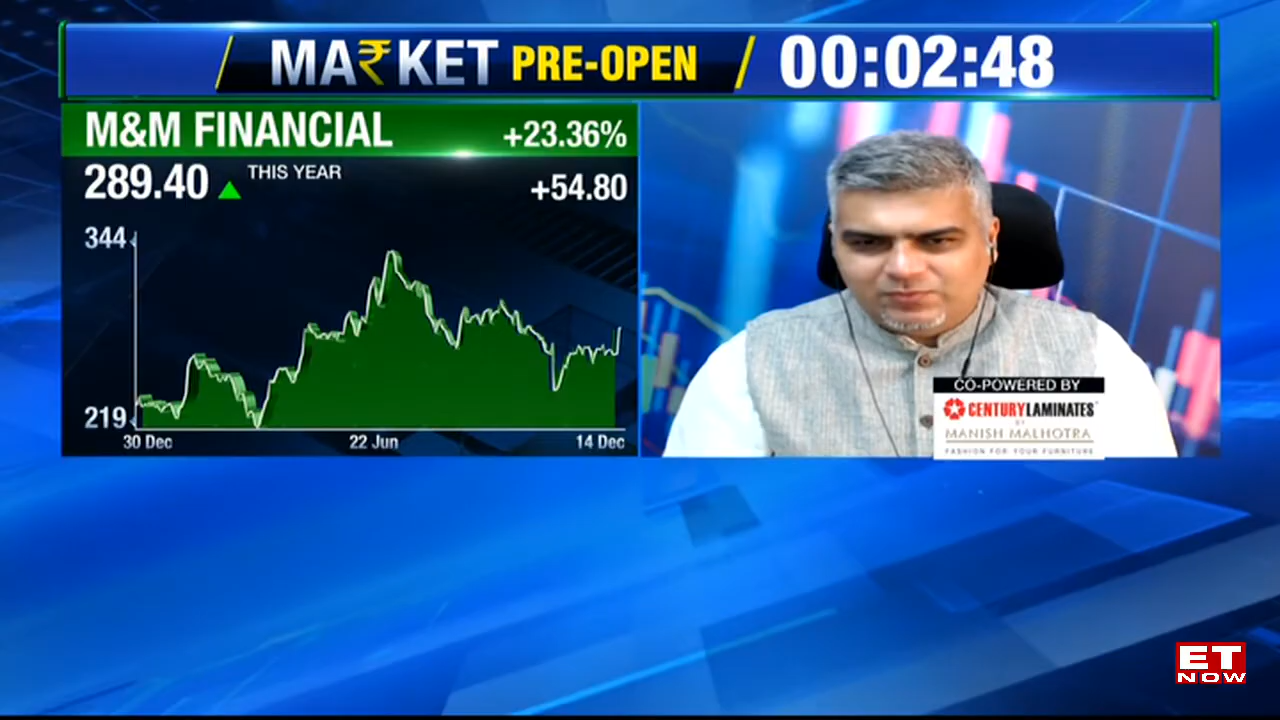 MA₹KET PRE-OPEN 00:02:48
M&M FINANCIAL +23.36%
289.40 THIS YEAR +54.80
344
219
30 Dec 22 Jun 14 Dec
CO-POWERED BY
CENTURYLAMINATES
BY
MANISH MALHOTRA
FASHION FOR YOUR FURNITURE
ET
NOW